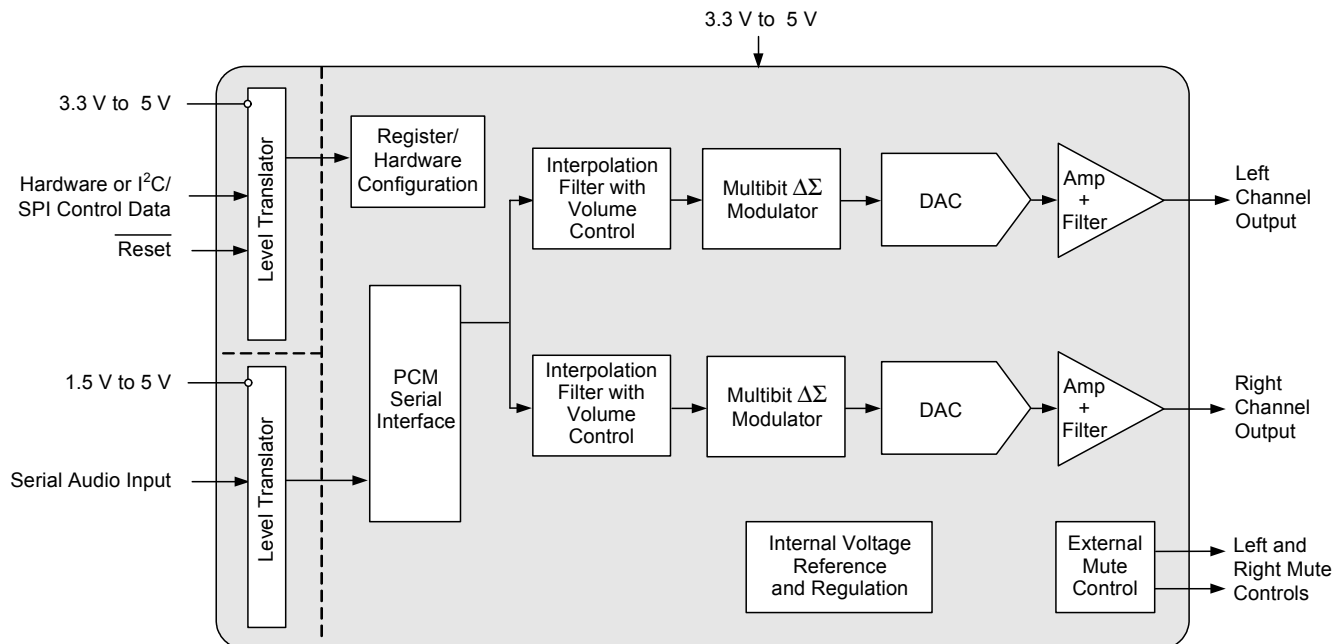 3.3 V to 5 V
3.3 V to 5 V
Hardware or I²C/
SPI Control Data
Reset
Level Translator
Register/
Hardware
Configuration
1.5 V to 5 V
Serial Audio Input
Level Translator
PCM
Serial
Interface
Interpolation
Filter with
Volume
Control
Multibit ΔΣ
Modulator
DAC
Amp
+
Filter
Left
Channel
Output
Interpolation
Filter with
Volume
Control
Multibit ΔΣ
Modulator
DAC
Amp
+
Filter
Right
Channel
Output
Internal Voltage
Reference
and Regulation
External
Mute
Control
Left and
Right Mute
Controls